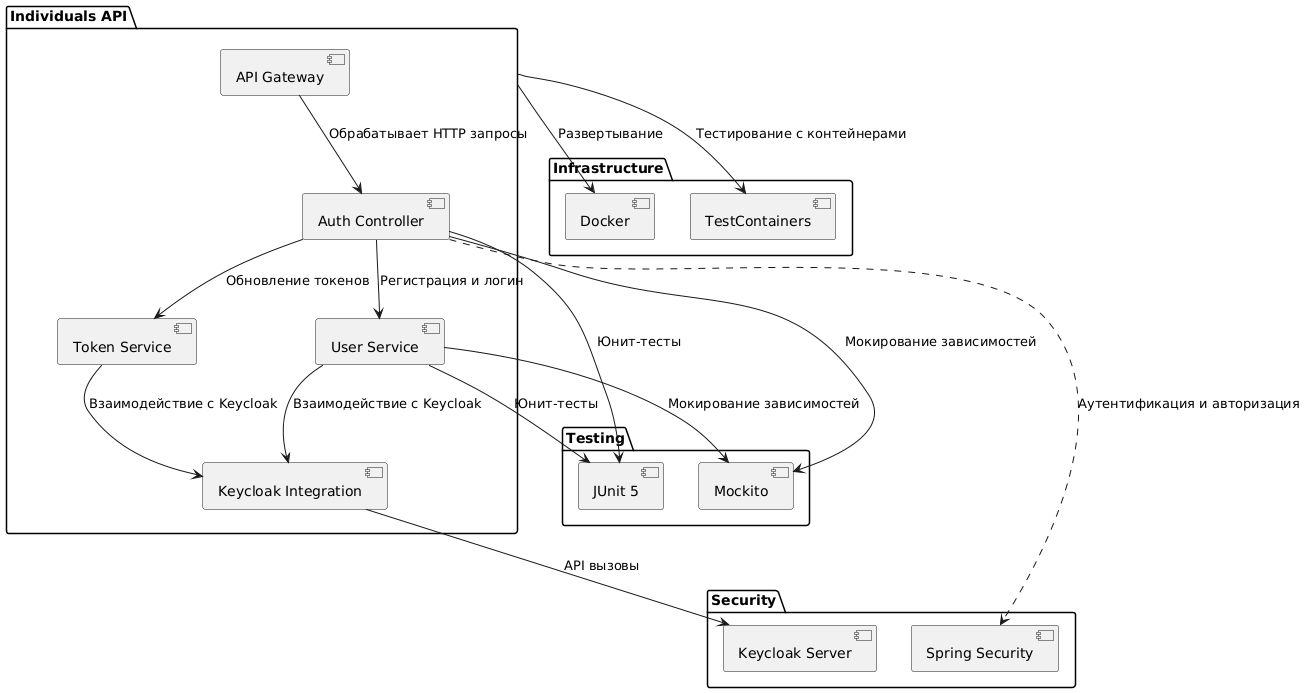 Individuals API
API Gateway
Обрабатывает HTTP запросы
Развертывание
Тестирование с контейнерами
Infrastructure
Docker
TestContainers
Auth Controller
Обновление токенов
Регистрация и логин
Token Service
User Service
Юнит-тесты
Мокирование зависимостей
Взаимодействие с Keycloak
Взаимодействие с Keycloak
Юнит-тесты
Мокирование зависимостей
Аутентификация и авторизация
Testing
JUnit 5
Mockito
Keycloak Integration
API вызовы
Security
Keycloak Server
Spring Security